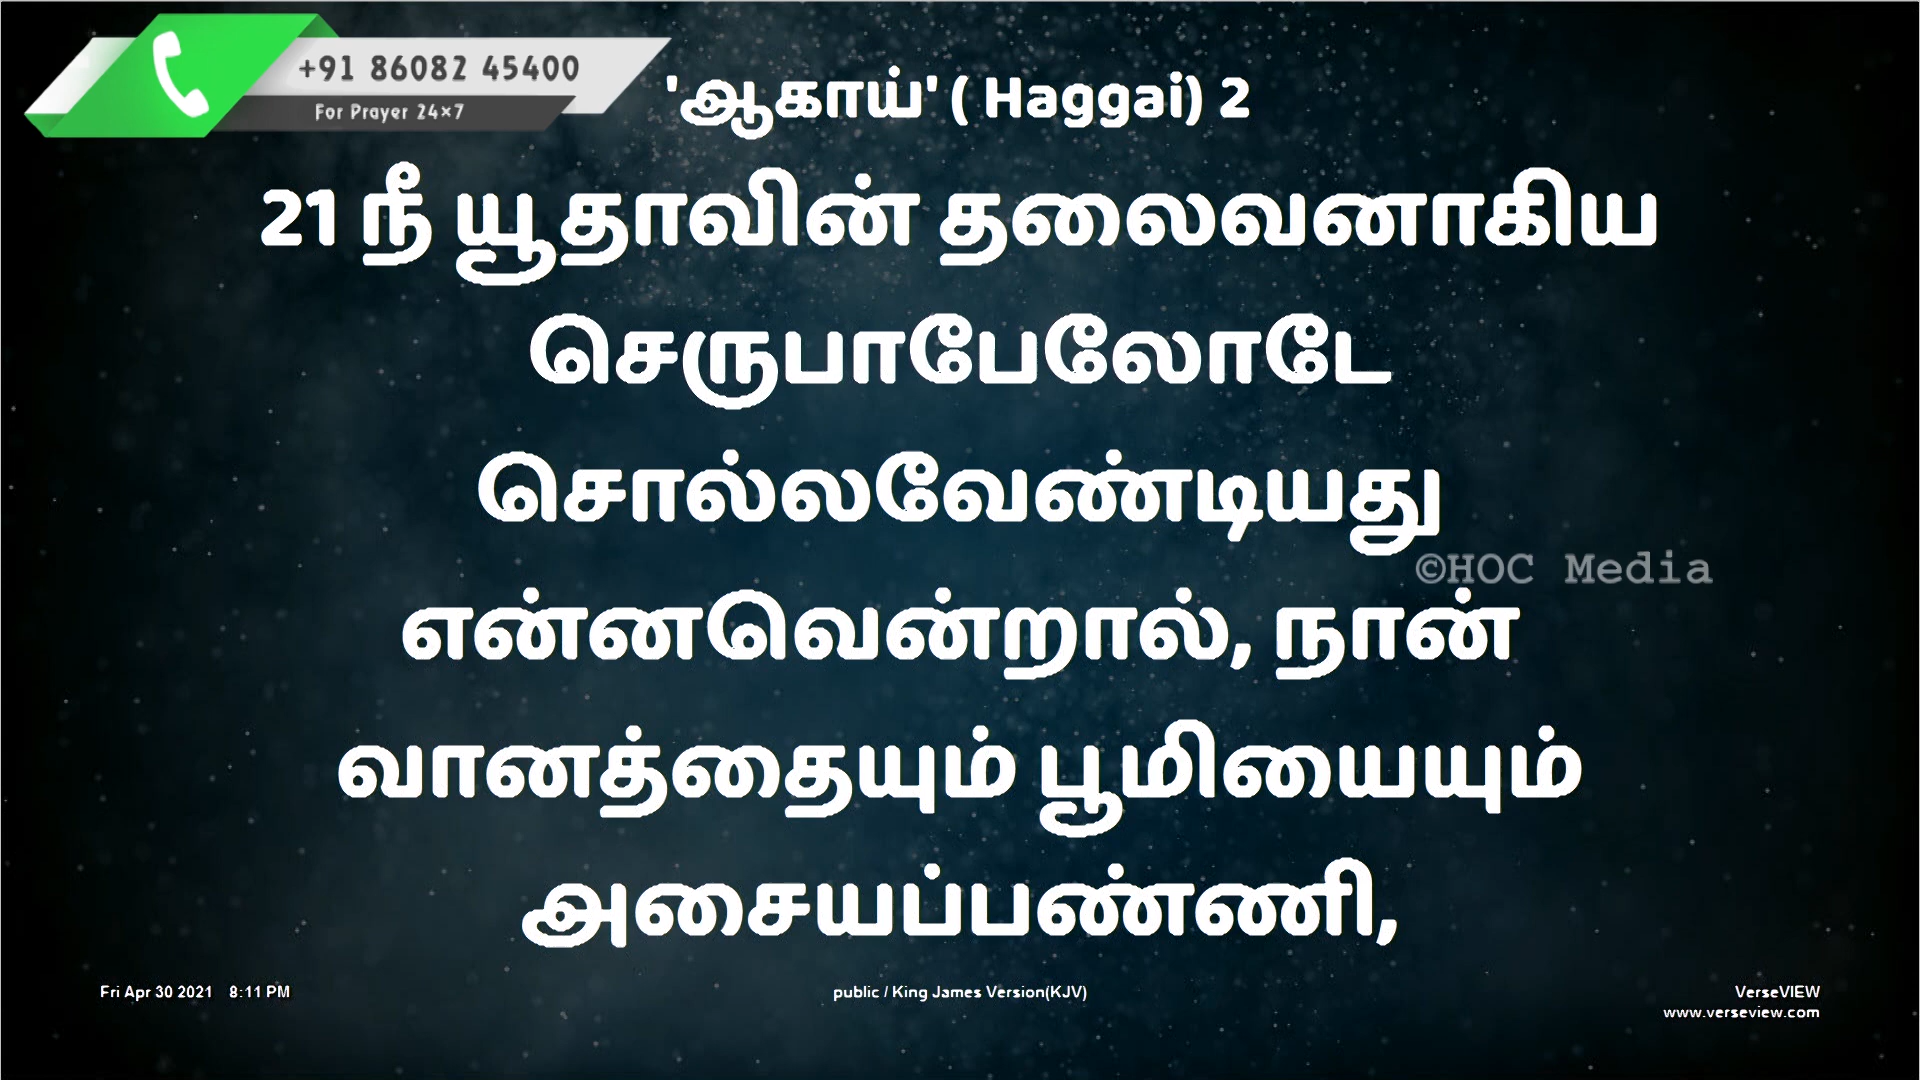 +91 86082 45400
For Prayer 24×7
'ஆகாய்' ( Haggai) 2
21 நீ யூதாவின் தலைவனாகிய
செருபாபேலோடே
சொல்லவேண்டியது
©HOC Media
என்னவென்றால், நான்
வானத்தையும் பூமியையும்
அசையப்பண்ணி,
Fri Apr 30 2021 8:11 PM
public / King James Version(KJV)
VerseVIEW
www.verseview.com